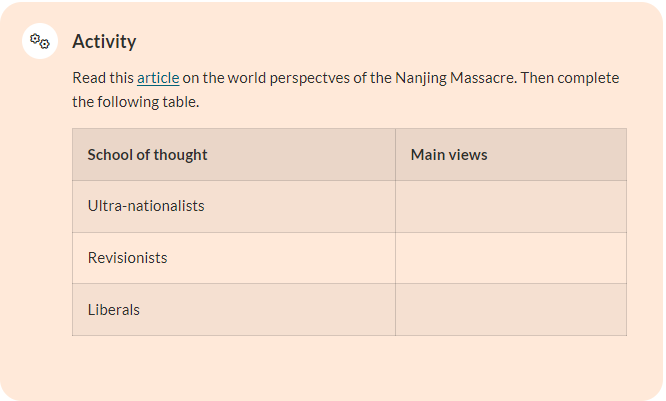 Activity
Read this article on the world perspectves of the Nanjing Massacre. Then complete
the following table.
School of thought Main views
Ultra-nationalists
Revisionists
Liberals